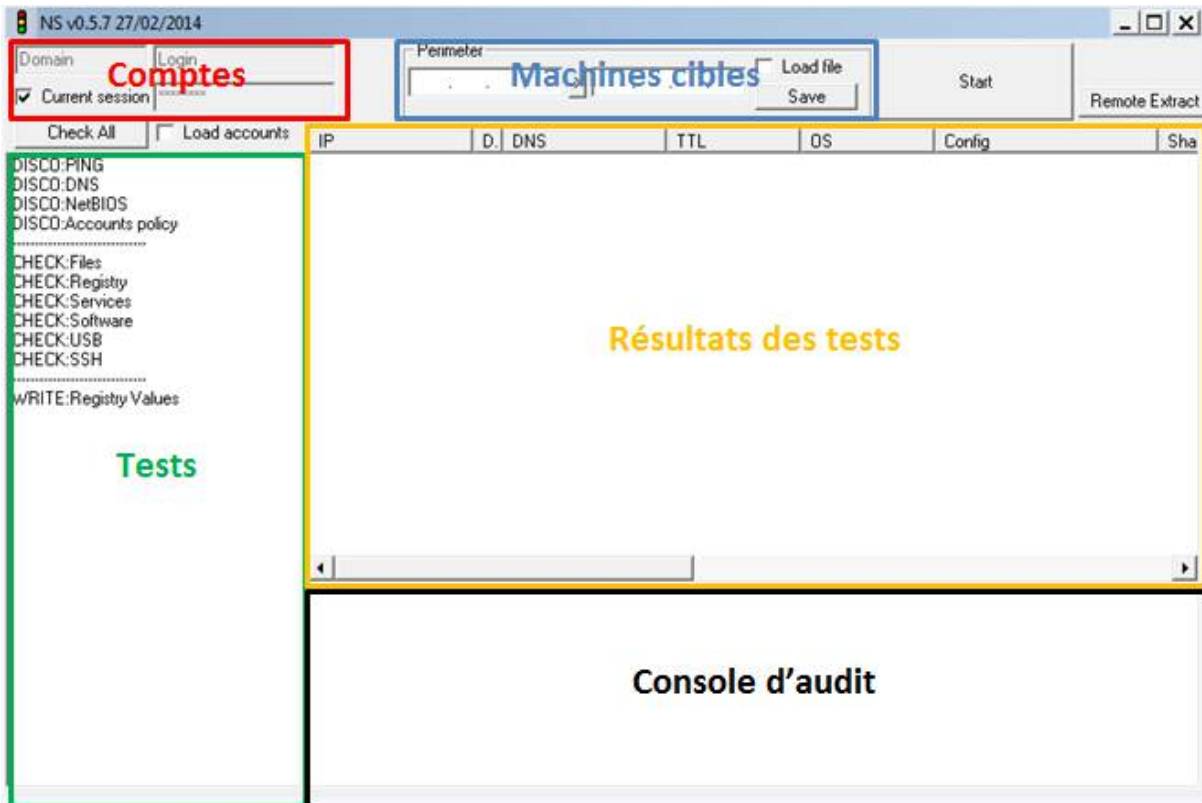 NS v0.5.7 27/02/2014
Domain
Login
Comptes
Current session
Perimeter
Machines cibles
Load file
Save
Start
Remote Extract
Check All
Load accounts
IP
D.
DNS
TTL
OS
Config
Sha
DISCO:PING
DISCO:DNS
DISCO:NetBIOS
DISCO:Accounts policy
CHECK:Files
CHECK:Registry
CHECK:Services
CHECK:Software
CHECK:USB
CHECK:SSH
WRITE:Registry Values
Tests
Résultats des tests
Console d'audit